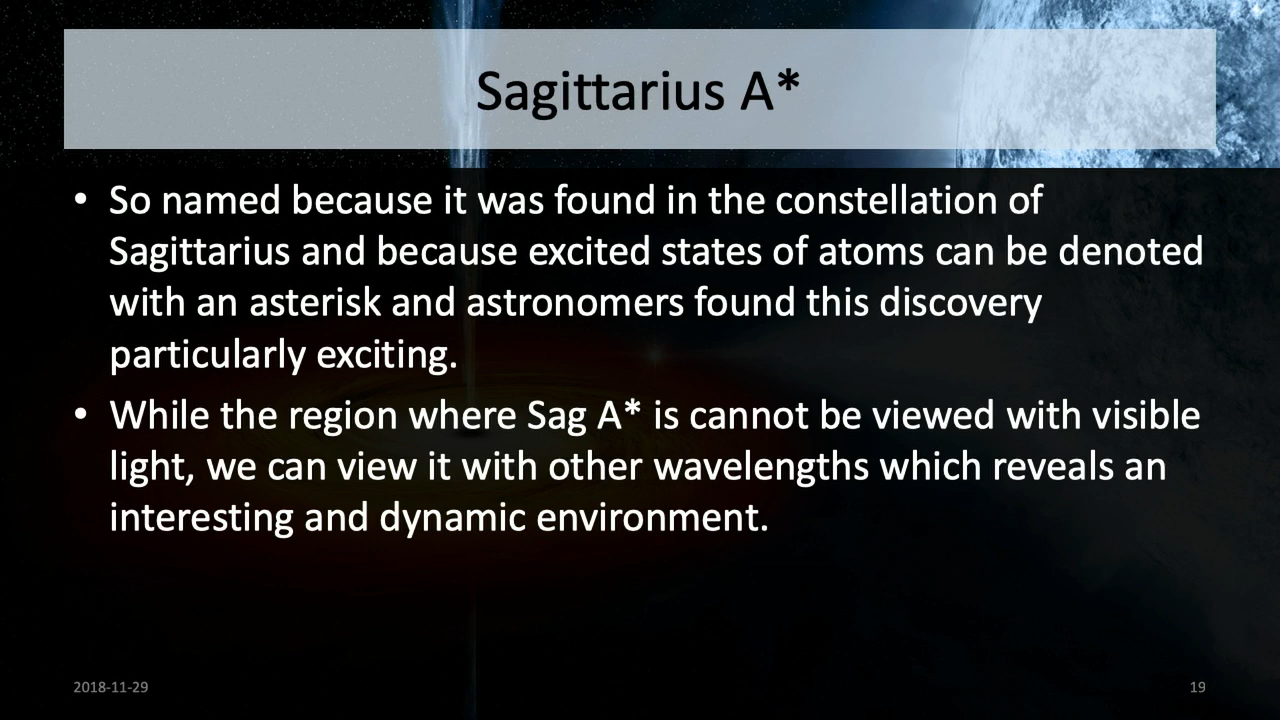 Sagittarius A*
• So named because it was found in the constellation of
Sagittarius and because excited states of atoms can be denoted
with an asterisk and astronomers found this discovery
particularly exciting.
• While the region where Sag A* is cannot be viewed with visible
light, we can view it with other wavelengths which reveals an
interesting and dynamic environment.
2018-11-29
19